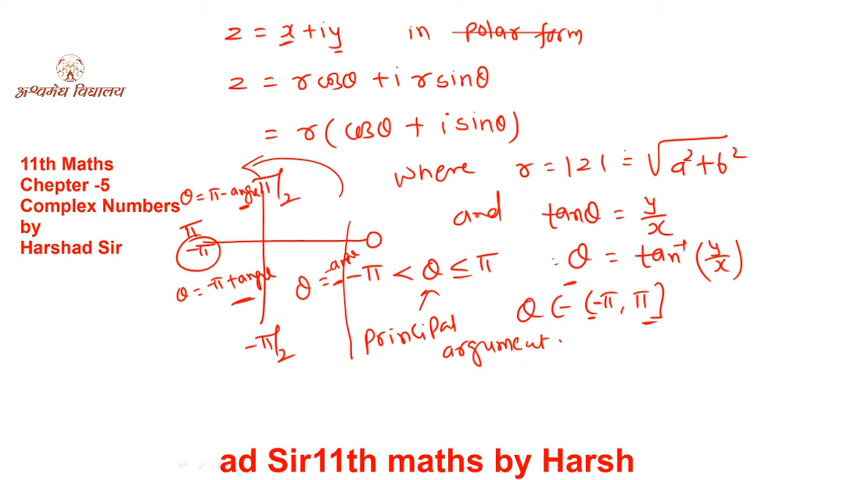 z = x + iy in polar form
अश्वमेध विद्यालय
z = r cosθ + i r sinθ
= r ( cosθ + i sinθ )
11th Maths
Chepter -5
Complex Numbers
by
Harshad Sir
where r = |z| = √a² + b²
θ = π - angle
π/2
and tanθ = y/x
π
-π
θ = -π + angle
θ = -angle
-π < θ ≤ π
∴ θ = tan⁻¹ (y/x)
θ ∈ (-π, π]
principal
argument.
-π/2
ad Sir11th maths by Harsh